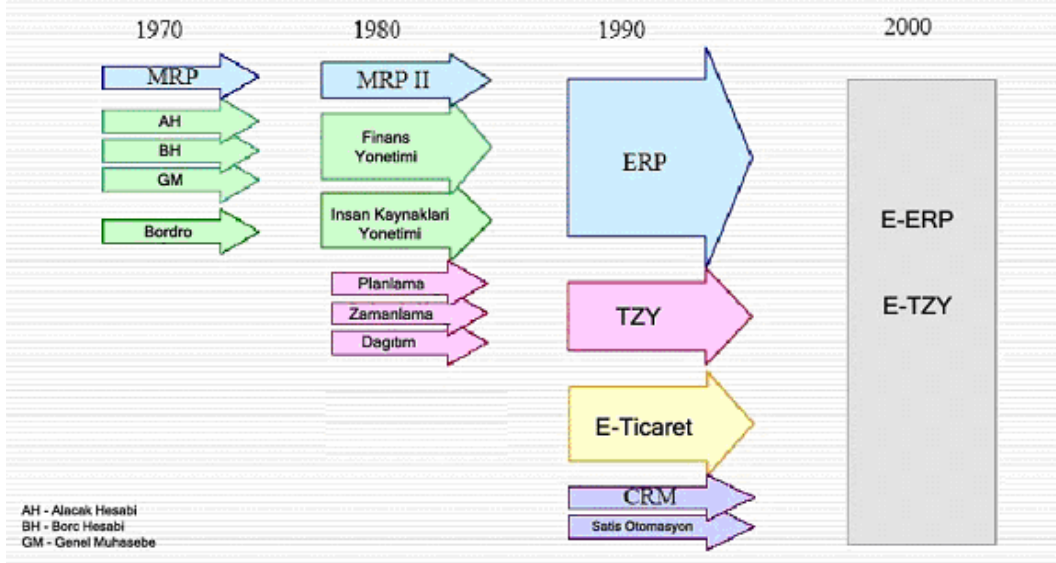 1970 1980 1990 2000
MRP
AH
BH
GM
Bordro
MRP II
Finans
Yonetimi
Insan Kaynaklari
Yonetimi
Planlama
Zamanlama
Dagıtım
ERP
TZY
E-Ticaret
CRM
Satis Otomasyon
E-ERP
E-TZY
AH - Alacak Hesabi
BH - Borc Hesabi
GM - Genel Muhasebe